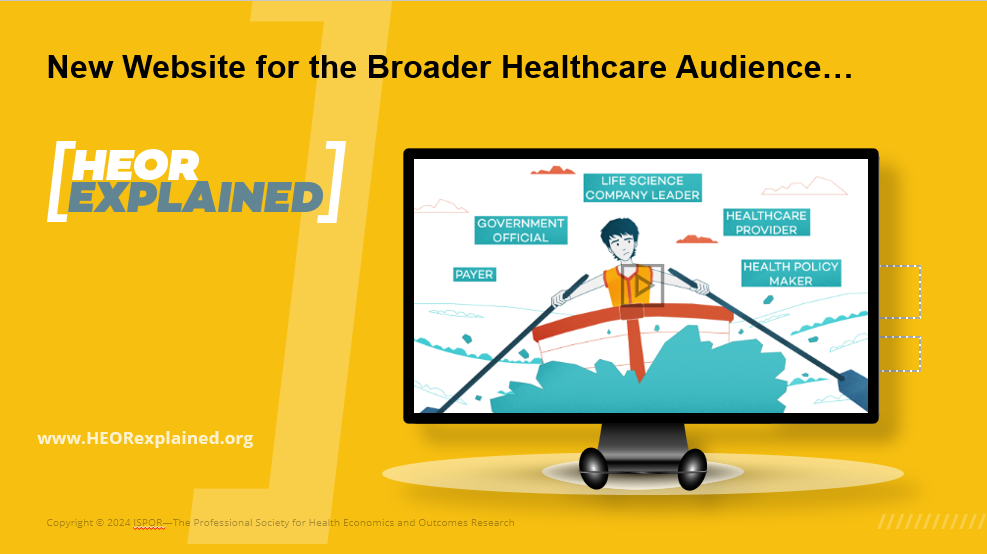 New Website for the Broader Healthcare Audience…
[HEOR
EXPLAINED]
LIFE SCIENCE
COMPANY LEADER
GOVERNMENT
OFFICIAL
HEALTHCARE
PROVIDER
PAYER
HEALTH POLICY
MAKER
www.HEORexplained.org
Copyright © 2024 ISPOR—The Professional Society for Health Economics and Outcomes Research